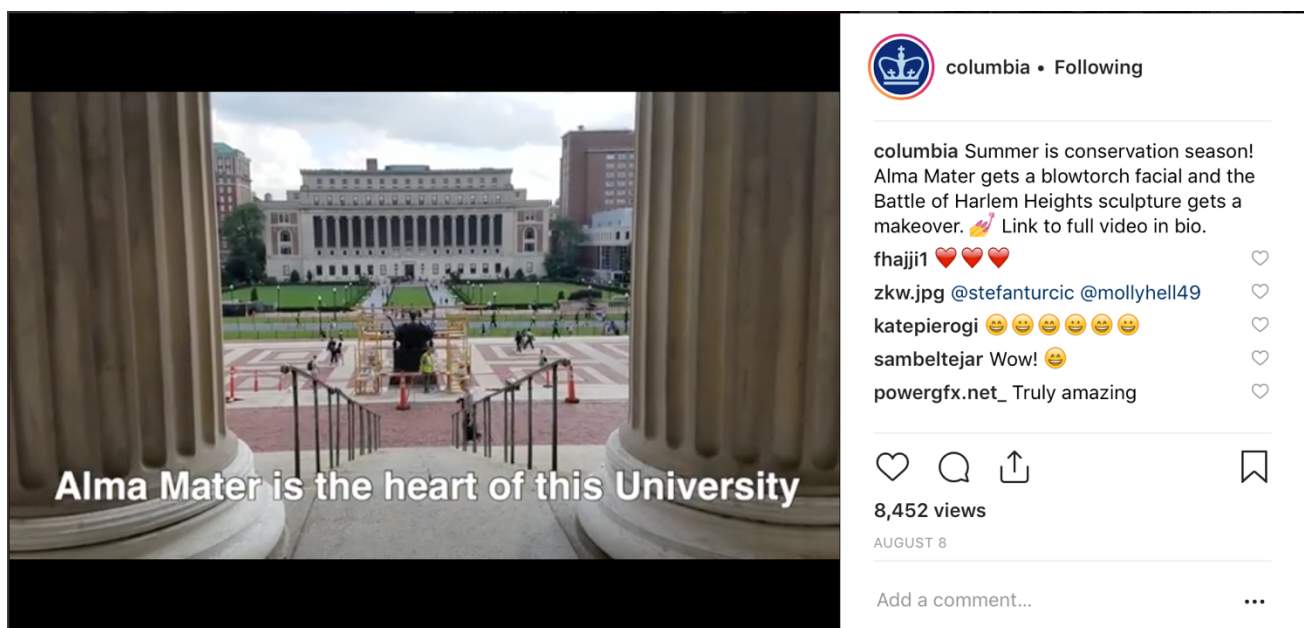 Alma Mater is the heart of this University
columbia • Following
columbia Summer is conservation season!
Alma Mater gets a blowtorch facial and the
Battle of Harlem Heights sculpture gets a
makeover. 💅 Link to full video in bio.
fhajji1 ❤️❤️❤️
zkw.jpg @stefanturcic @mollyhell49
katepierogi 😄😄😄😄😄😄
sambeltejar Wow! 😄
powergfx.net_ Truly amazing
8,452 views
AUGUST 8
Add a comment...